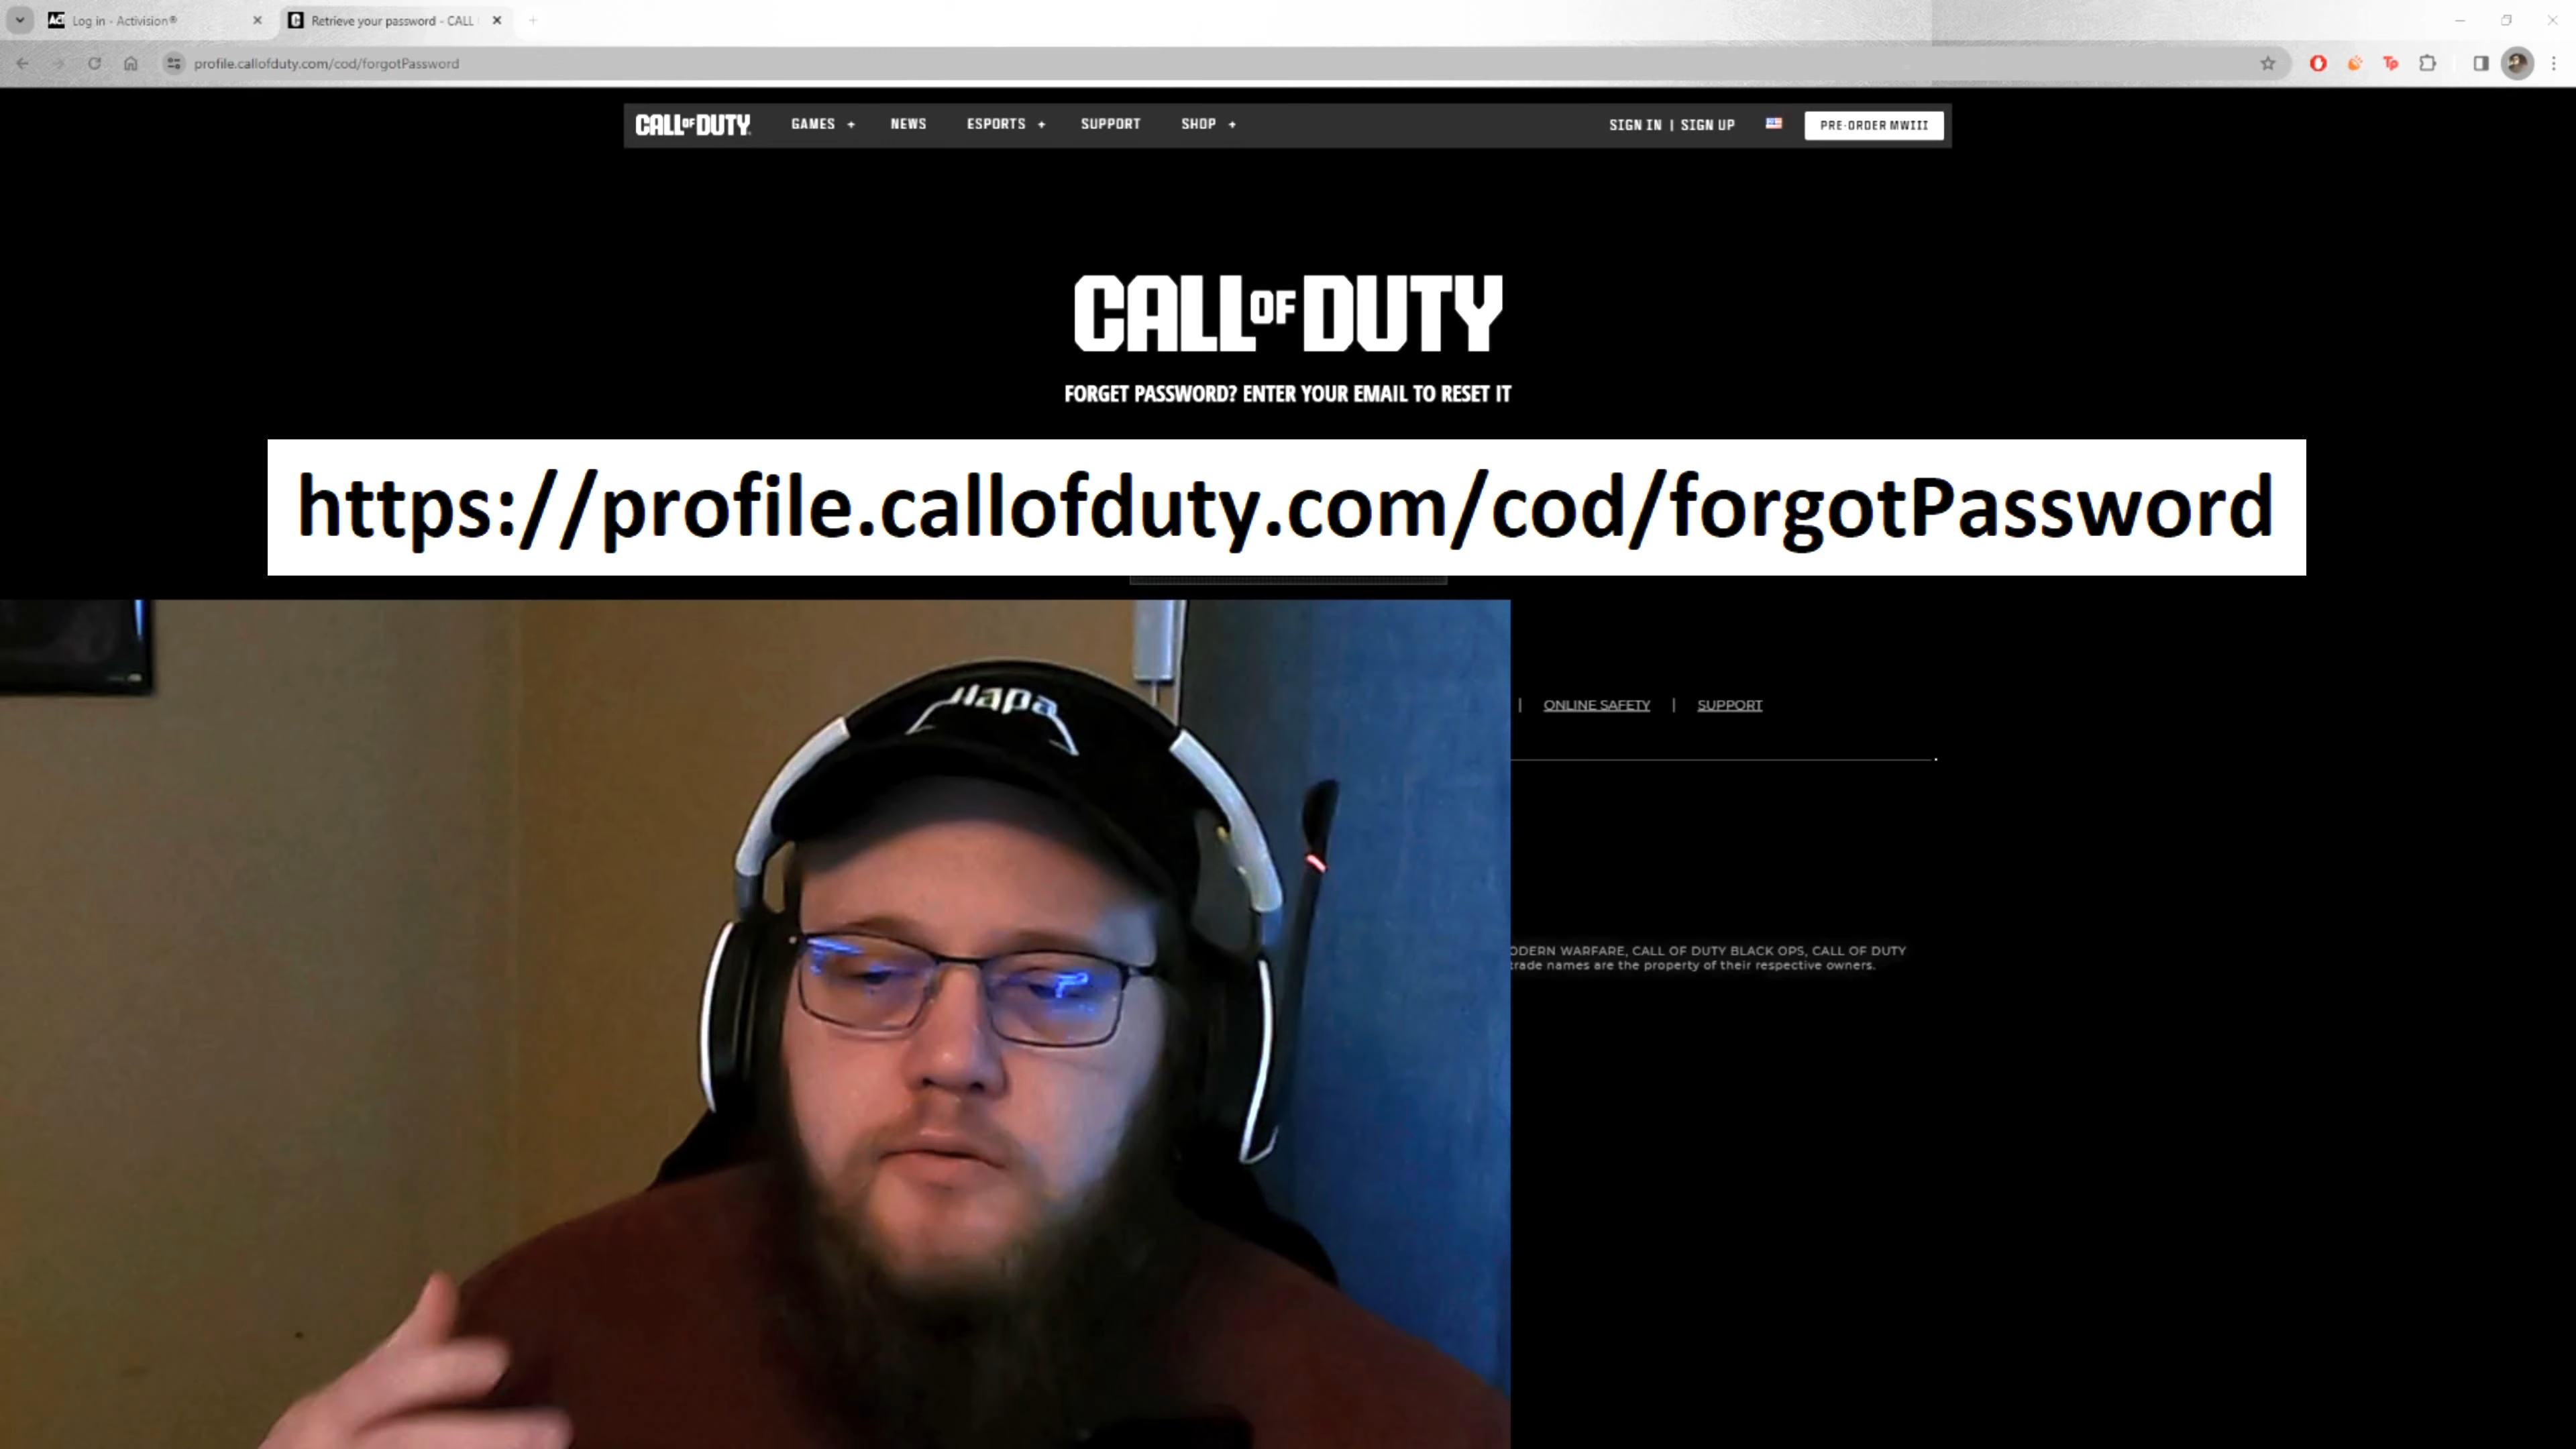 Log in - Activision®
Retrieve your password - CALL
profile.callofduty.com/cod/forgotPassword
CALL OF DUTY
GAMES + NEWS ESPORTS + SUPPORT SHOP +
SIGN IN | SIGN UP
PRE-ORDER MWIII
CALL OF DUTY
FORGET PASSWORD? ENTER YOUR EMAIL TO RESET IT
https://profile.callofduty.com/cod/forgotPassword
| ONLINE SAFETY | SUPPORT
ODERN WARFARE, CALL OF DUTY BLACK OPS, CALL OF DUTY
trade names are the property of their respective owners.